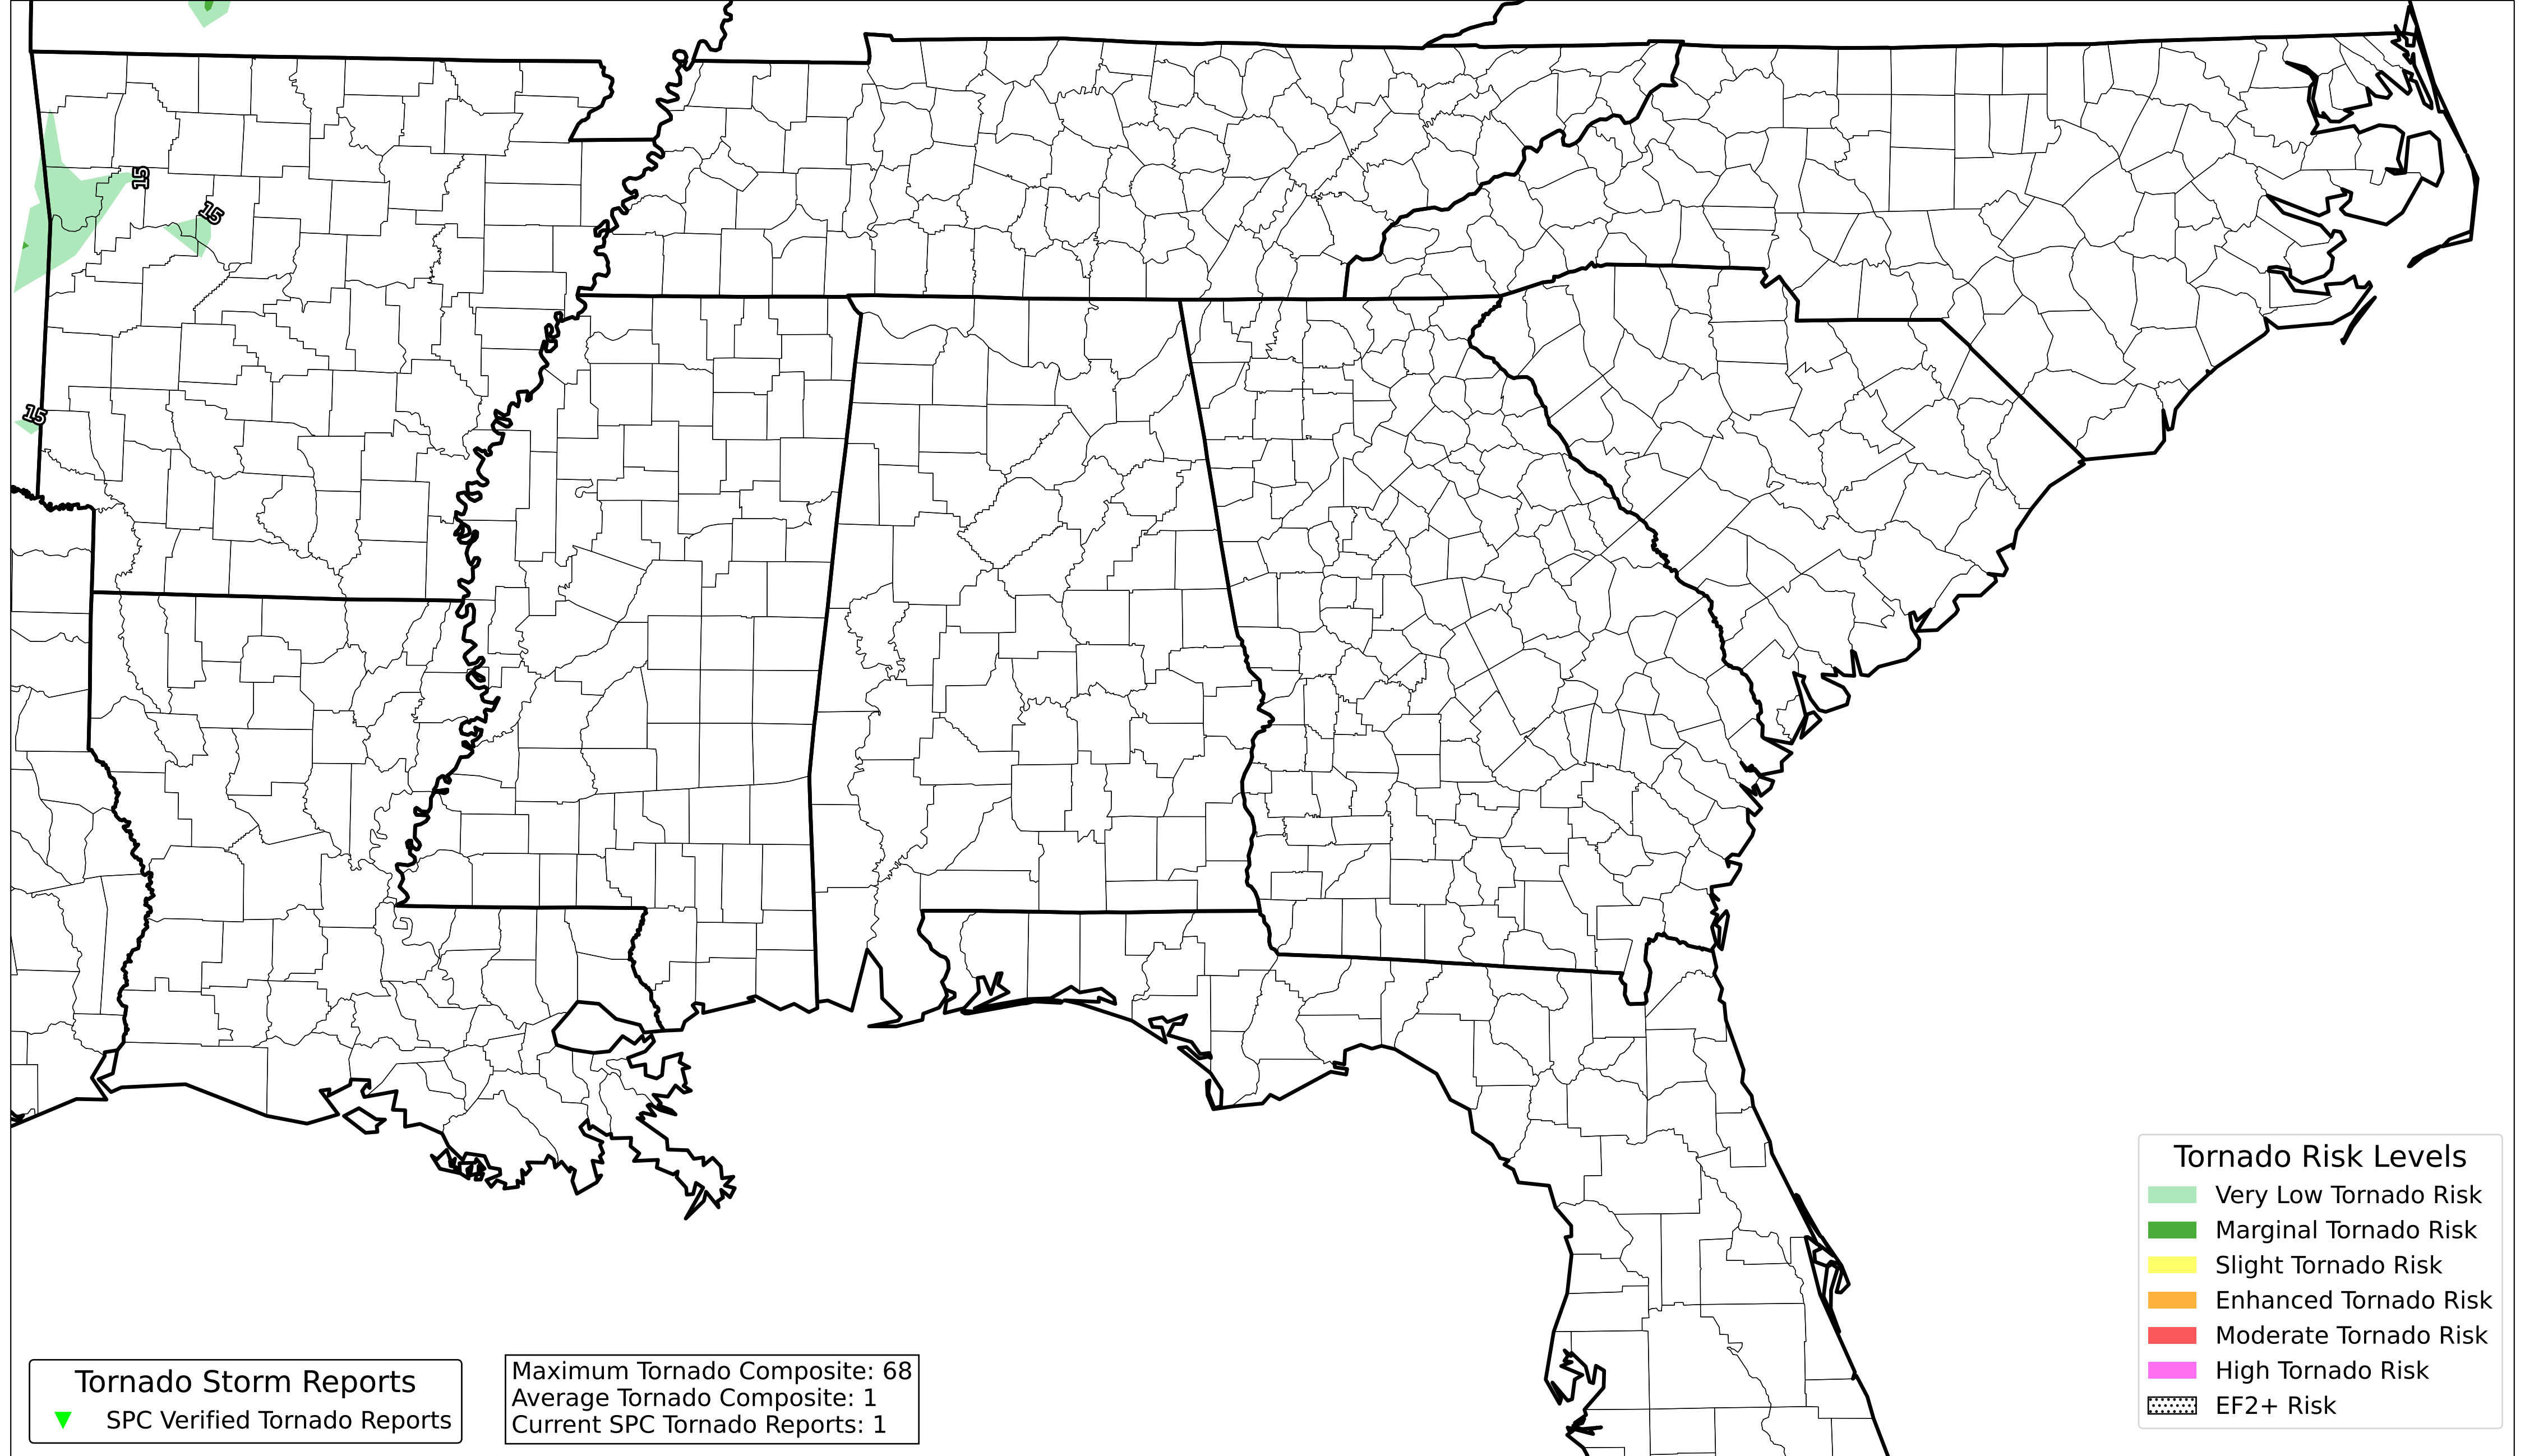 15
15
15
Tornado Storm Reports
SPC Verified Tornado Reports
Maximum Tornado Composite: 68
Average Tornado Composite: 1
Current SPC Tornado Reports: 1
Tornado Risk Levels
Very Low Tornado Risk
Marginal Tornado Risk
Slight Tornado Risk
Enhanced Tornado Risk
Moderate Tornado Risk
High Tornado Risk
EF2+ Risk